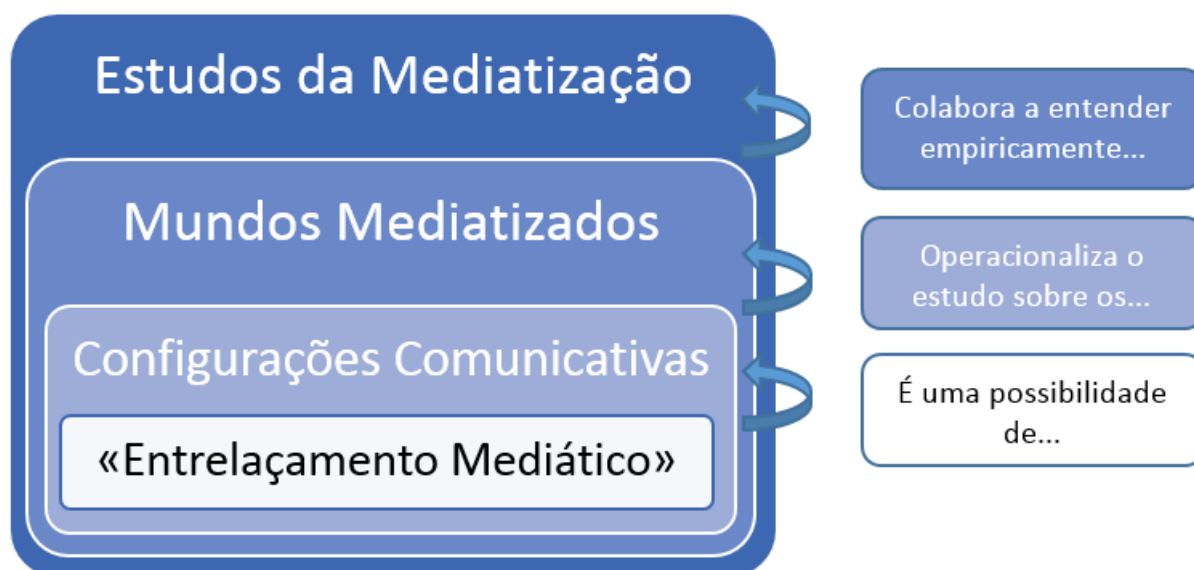 Estudos da Mediatização
Colabora a entender
empiricamente...
Mundos Mediatizados
Operacionaliza o
estudo sobre os...
Configurações Comunicativas
É uma possibilidade
de...
«Entrelaçamento Mediático»